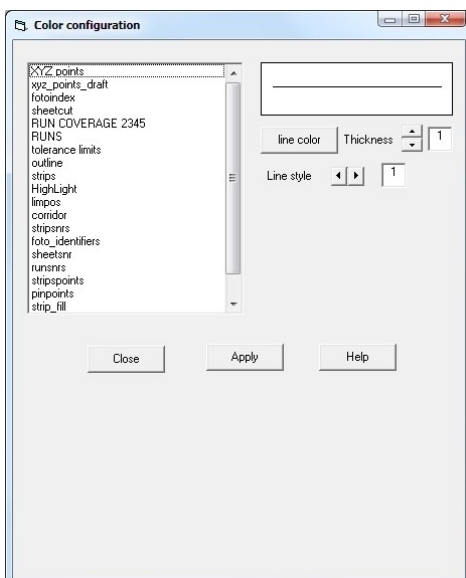 Color configuration
XYZ points
xyz_points_draft
fotoindex
sheetcut
RUN COVERAGE 2345
RUNS
tolerance limits
outline
strips
HighLight
limpos
corridor
stripsnrs
foto_identifiers
sheetsnr
runsnrs
stripspoints
pinpoints
strip_fill
line color Thickness 1
Line style 1
Close Apply Help